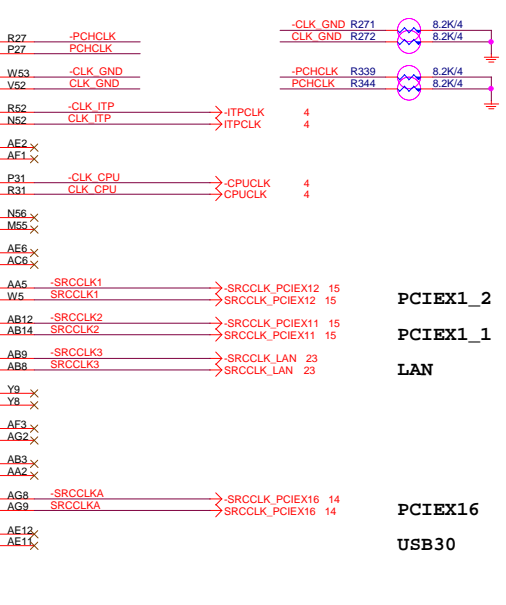 -CLK_GND R271 8.2K/4
CLK_GND R272 8.2K/4
R27 -PCHCLK
P27 PCHCLK
W53 -CLK_GND -PCHCLK R339 8.2K/4
V52 CLK_GND PCHCLK R344 8.2K/4
R52 -CLK_ITP -ITPCLK 4
N52 CLK_ITP ITPCLK 4
AE2
AF1
P31 -CLK_CPU -CPUCLK 4
R31 CLK_CPU CPUCLK 4
N56
M55
AE6
AC6
AA5 -SRCCLK1 -SRCCLK_PCIEX12 15
W5 SRCCLK1 SRCCLK_PCIEX12 15 PCIEX1_2
AB12 -SRCCLK2 -SRCCLK_PCIEX11 15
AB14 SRCCLK2 SRCCLK_PCIEX11 15 PCIEX1_1
AB9 -SRCCLK3 -SRCCLK_LAN 23
AB8 SRCCLK3 SRCCLK_LAN 23 LAN
Y9
Y8
AF3
AG2
AB3
AA2
AG8 -SRCCLKA -SRCCLK_PCIEX16 14
AG9 SRCCLKA SRCCLK_PCIEX16 14 PCIEX16
AE12
AE11 USB30